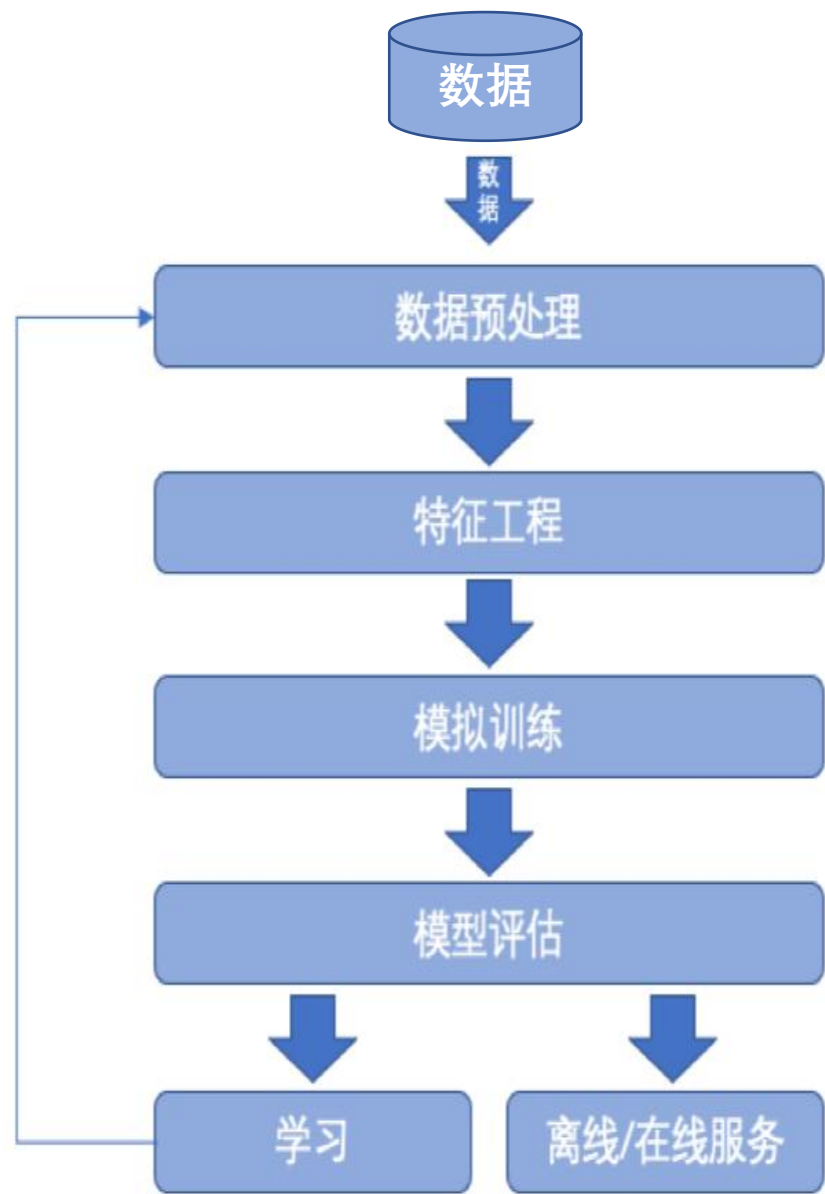 数据
数
据
数据预处理
特征工程
模拟训练
模型评估
学习
离线/在线服务